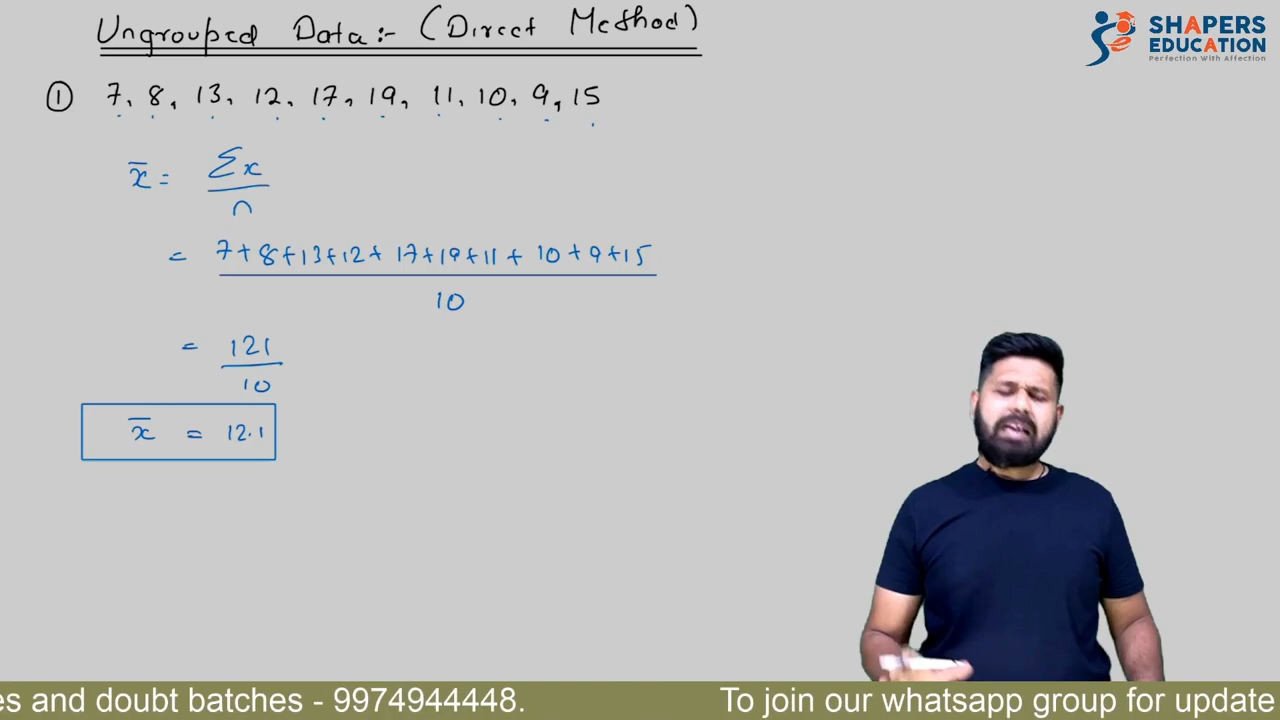 Ungrouped Data:- (Direct Method)
SHAPERS
EDUCATION
Perfection With Affection
① 7, 8, 13, 12, 17, 19, 11, 10, 9, 15
x̄ = Σx
n
= 7+8+13+12+ 17+19+11+ 10+9+15
10
= 121
10
x̄ = 12.1
es and doubt batches - 9974944448. To join our whatsapp group for update